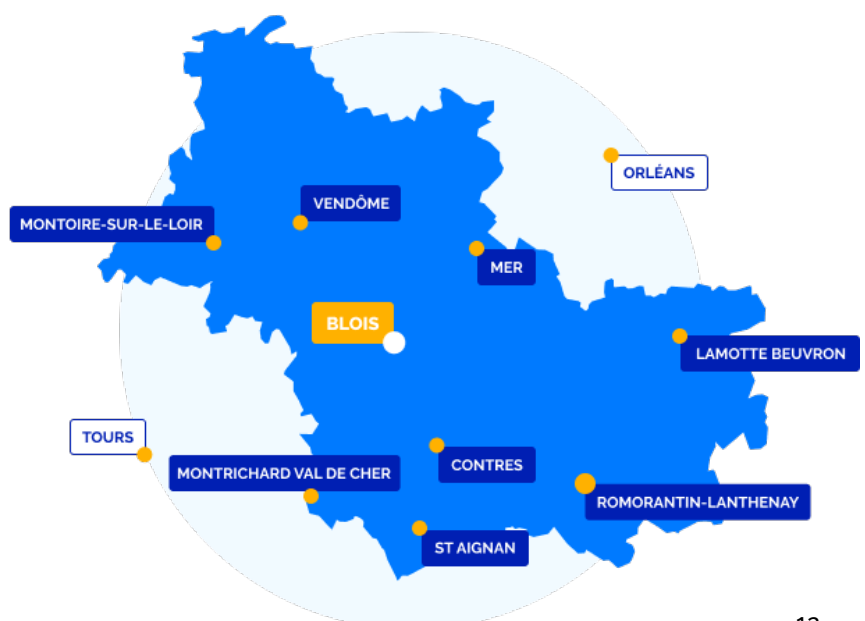 ORLÉANS
VENDÔME
MONTOIRE-SUR-LE-LOIR
MER
BLOIS
LAMOTTE BEUVRON
TOURS
CONTRES
MONTRICHARD VAL DE CHER
ROMORANTIN-LANTHENAY
ST AIGNAN